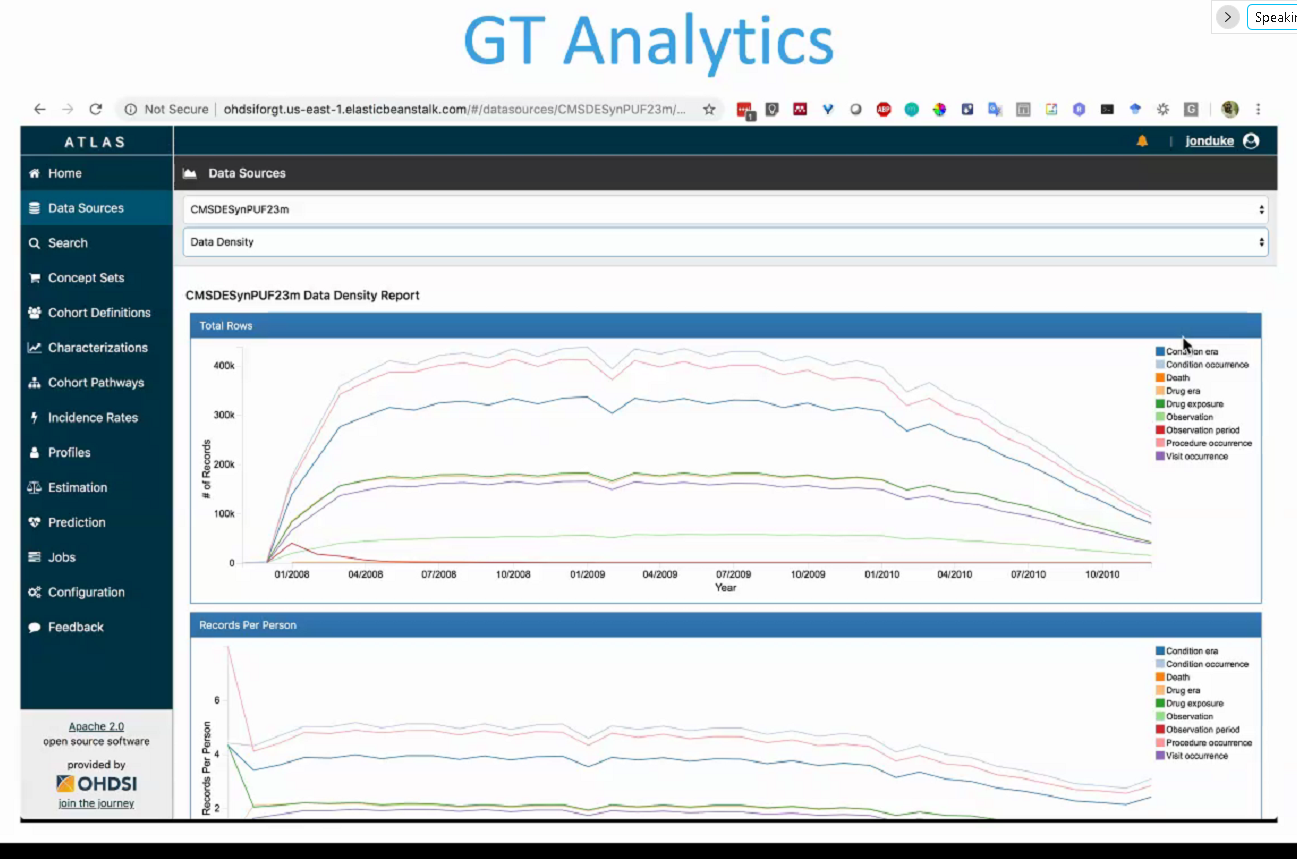 GT Analytics
Speakin
Not Secure | ohdsiforgt.us-east-1.elasticbeanstalk.com/#/datasources/CMSDESynPUF23m/...
ATLAS
jonduke
Home
Data Sources
Search
Concept Sets
Cohort Definitions
Characterizations
Cohort Pathways
Incidence Rates
Profiles
Estimation
Prediction
Jobs
Configuration
Feedback
Apache 2.0
open source software
provided by
OHDSI
join the journey
Data Sources
CMSDESynPUF23m
Data Density
CMSDESynPUF23m Data Density Report
Total Rows
# of Records
400k
300k
200k
100k
0
01/2008 04/2008 07/2008 10/2008 01/2009 04/2009 07/2009 10/2009 01/2010 04/2010 07/2010 10/2010
Year
Condition era
Condition occurrence
Death
Drug era
Drug exposure
Observation
Observation period
Procedure occurrence
Visit occurrence
Records Per Person
Records Per Person
6
4
2
Condition era
Condition occurrence
Death
Drug era
Drug exposure
Observation
Observation period
Procedure occurrence
Visit occurrence